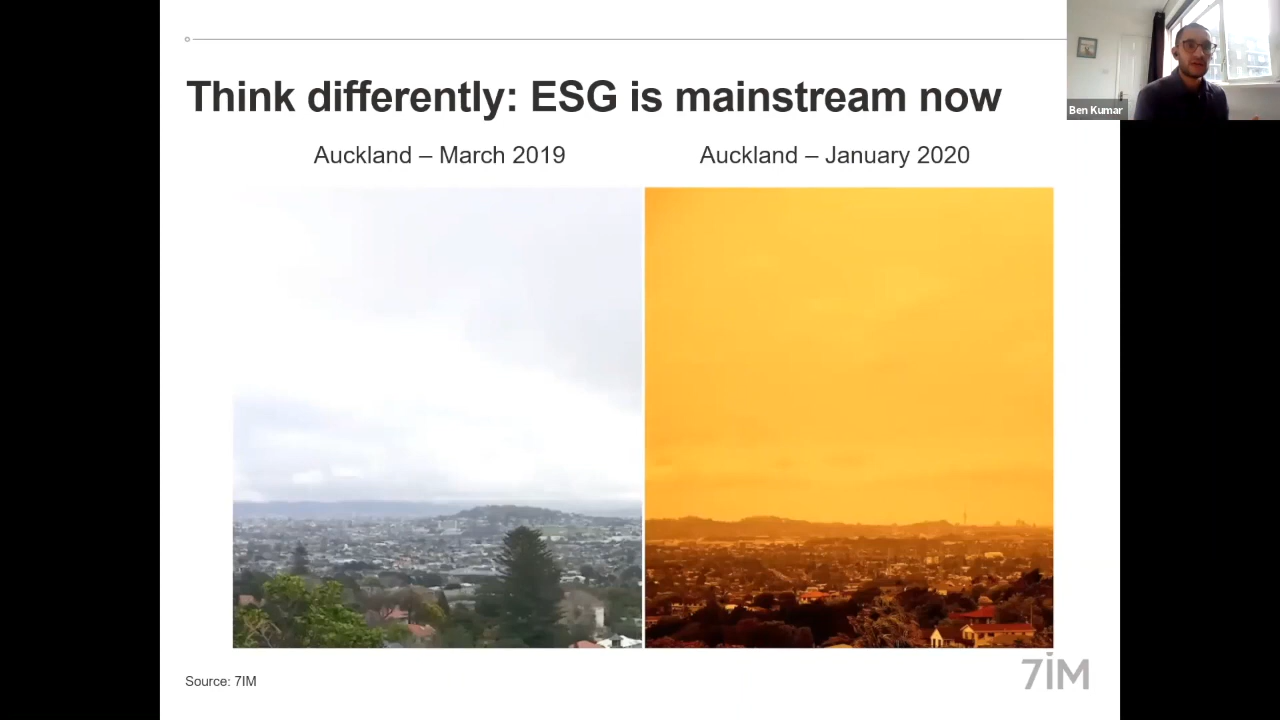 Think differently: ESG is mainstream now
Ben Kumar
Auckland – March 2019
Auckland – January 2020
Source: 7IM
7IM